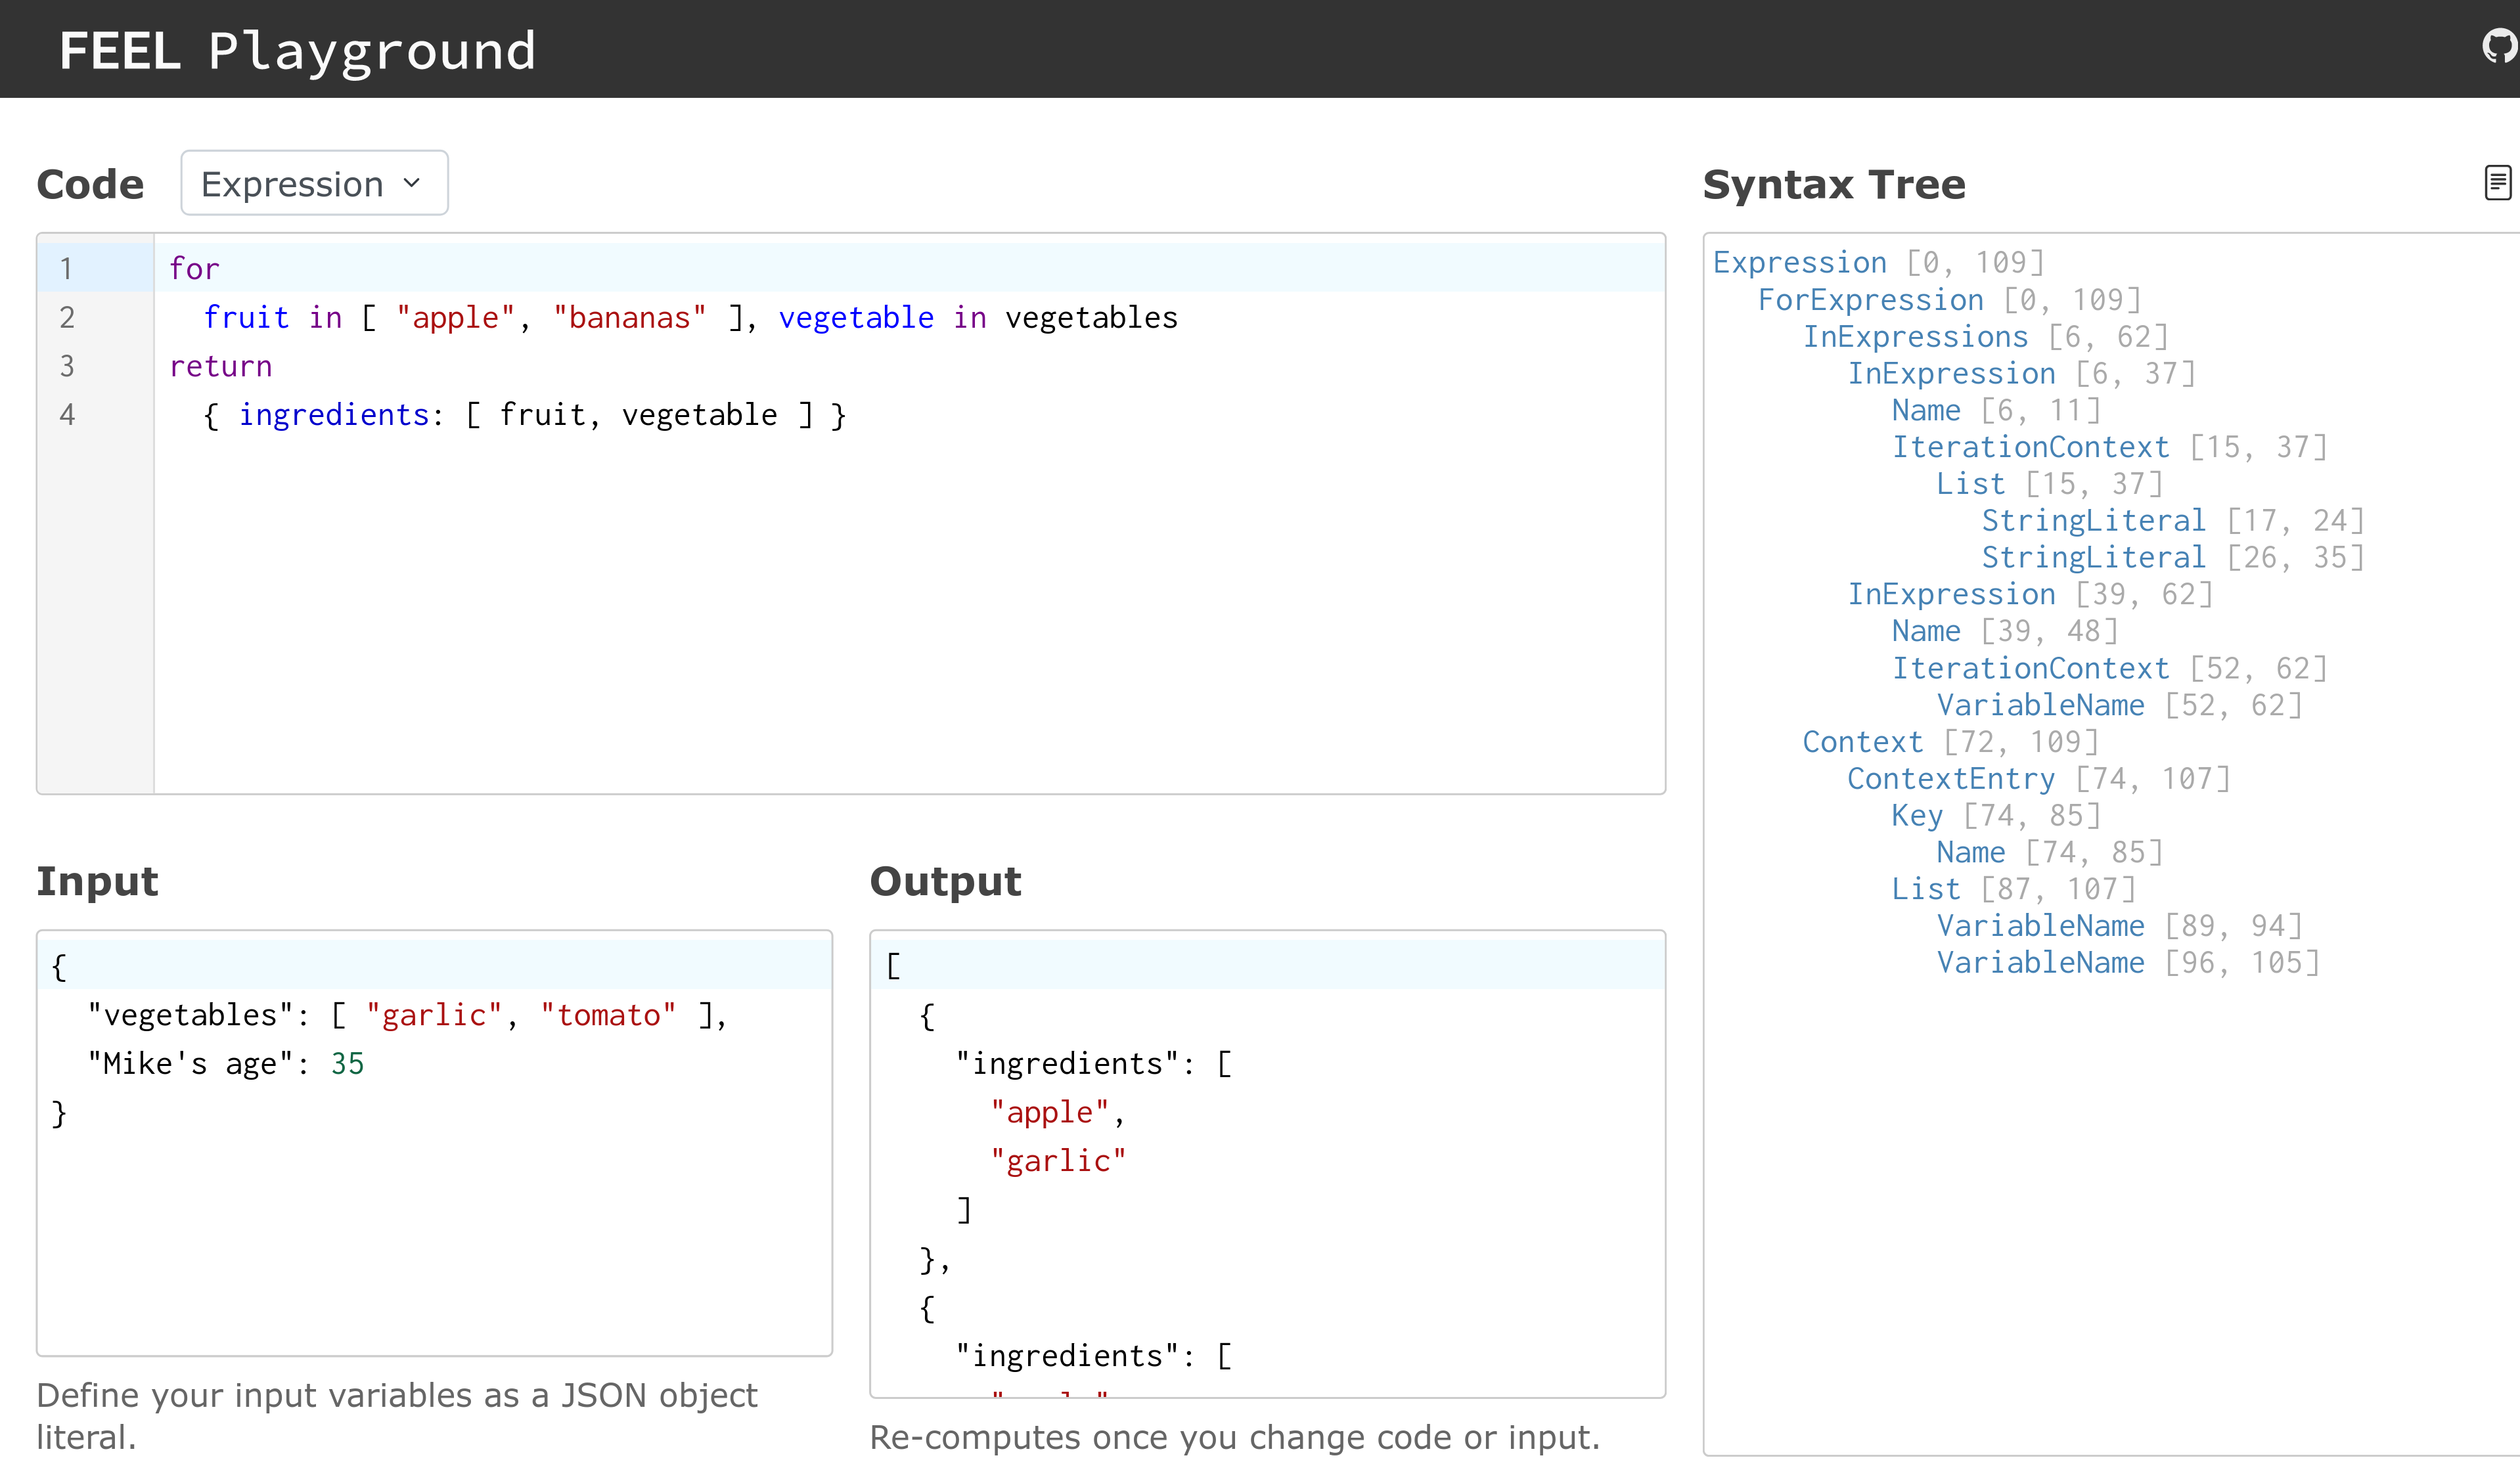 FEEL Playground
Code
Expression
1 for
2 fruit in [ "apple", "bananas" ], vegetable in vegetables
3 return
4 { ingredients: [ fruit, vegetable ] }
Input
{
"vegetables": [ "garlic", "tomato" ],
"Mike's age": 35
}
Define your input variables as a JSON object
literal.
Output
[
{
"ingredients": [
"apple",
"garlic"
]
},
{
"ingredients": [
Re-computes once you change code or input.
Syntax Tree
Expression [0, 109]
ForExpression [0, 109]
InExpressions [6, 62]
InExpression [6, 37]
Name [6, 11]
IterationContext [15, 37]
List [15, 37]
StringLiteral [17, 24]
StringLiteral [26, 35]
InExpression [39, 62]
Name [39, 48]
IterationContext [52, 62]
VariableName [52, 62]
Context [72, 109]
ContextEntry [74, 107]
Key [74, 85]
Name [74, 85]
List [87, 107]
VariableName [89, 94]
VariableName [96, 105]